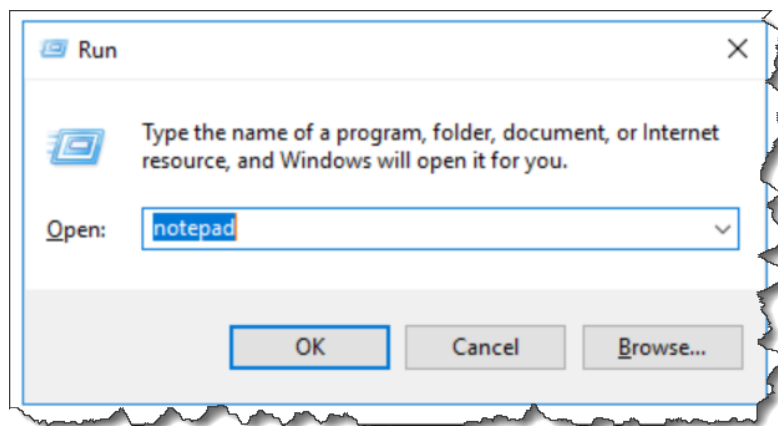 Run
Type the name of a program, folder, document, or Internet
resource, and Windows will open it for you.
Open: notepad
OK Cancel Browse...